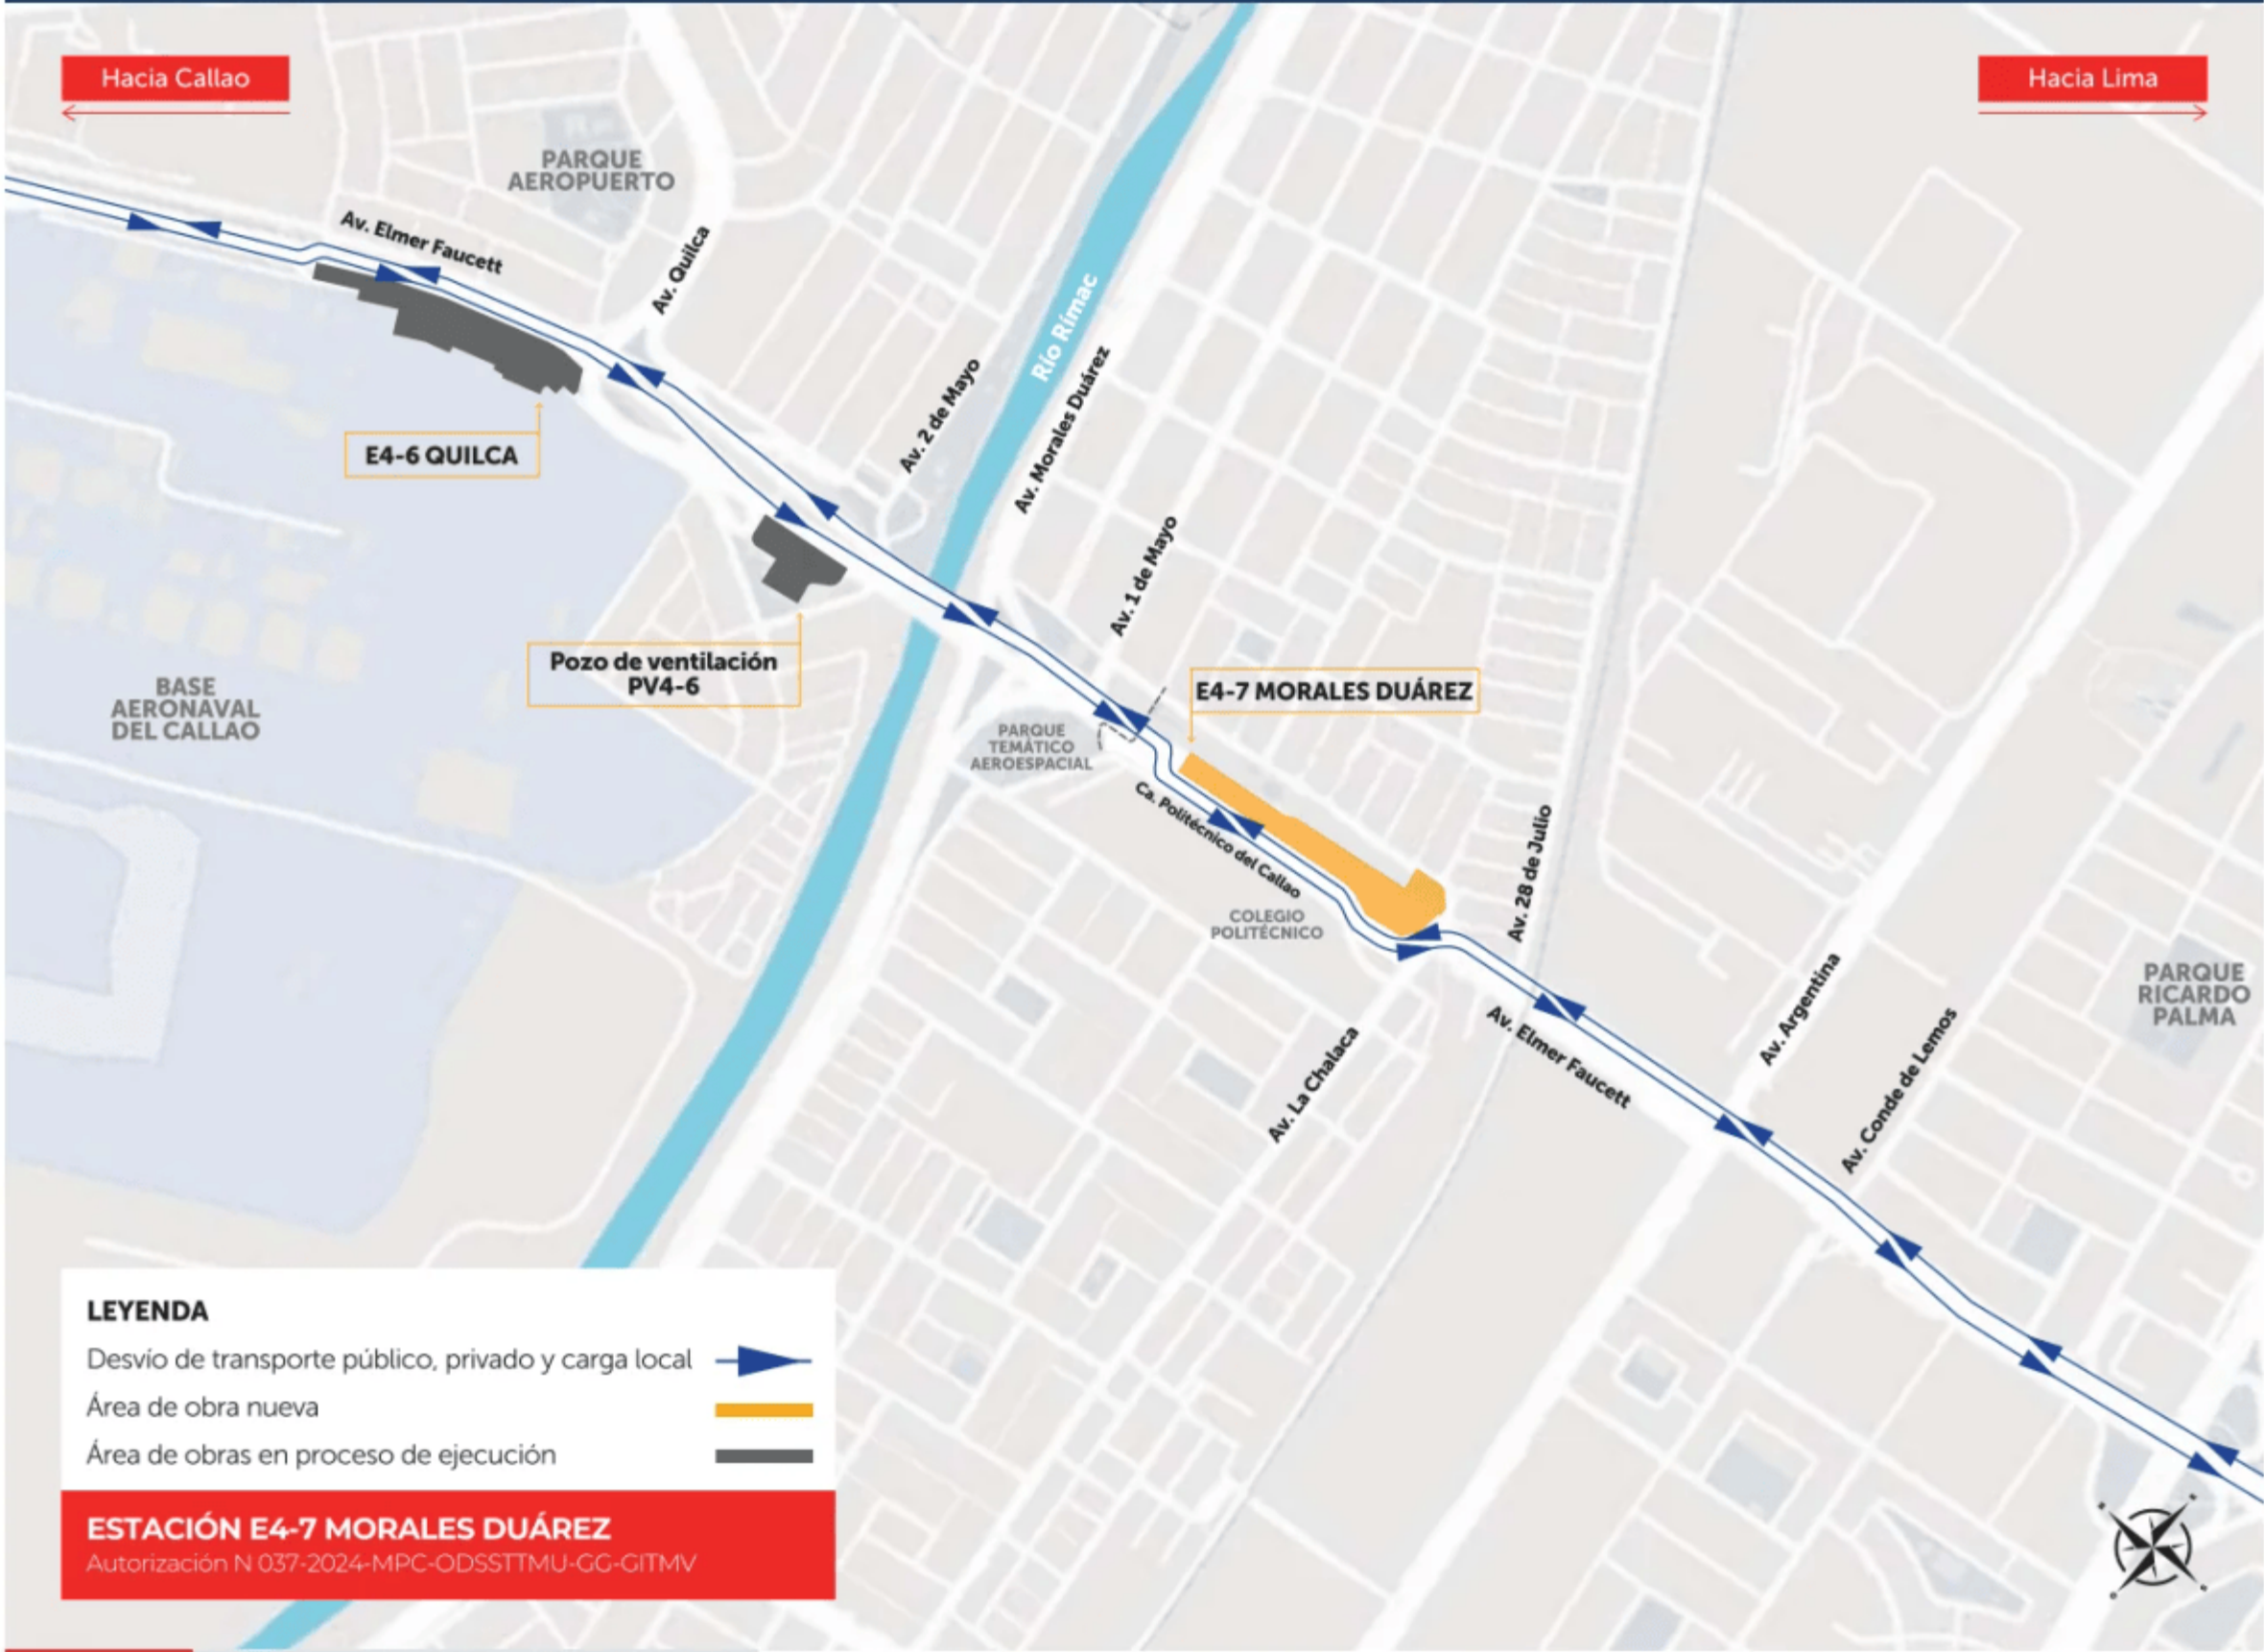 Hacia Callao
Hacia Lima
PARQUE
AEROPUERTO
Av. Elmer Faucett
Av. Quilca
Río Rímac
Av. 2 de Mayo
Av. Morales Duárez
E4-6 QUILCA
Av. 1 de Mayo
Pozo de ventilación
PV4-6
BASE
AERONAVAL
DEL CALLAO
E4-7 MORALES DUÁREZ
PARQUE
TEMÁTICO
AEROESPACIAL
Ca. Politécnico del Callao
Av. 28 de Julio
COLEGIO
POLITÉCNICO
Av. La Chalaca
Av. Elmer Faucett
Av. Argentina
Av. Conde de Lemos
PARQUE
RICARDO
PALMA
LEYENDA
Desvío de transporte público, privado y carga local
Área de obra nueva
Área de obras en proceso de ejecución
ESTACIÓN E4-7 MORALES DUÁREZ
Autorización N 037-2024-MPC-ODSSTTMU-GG-GITMV